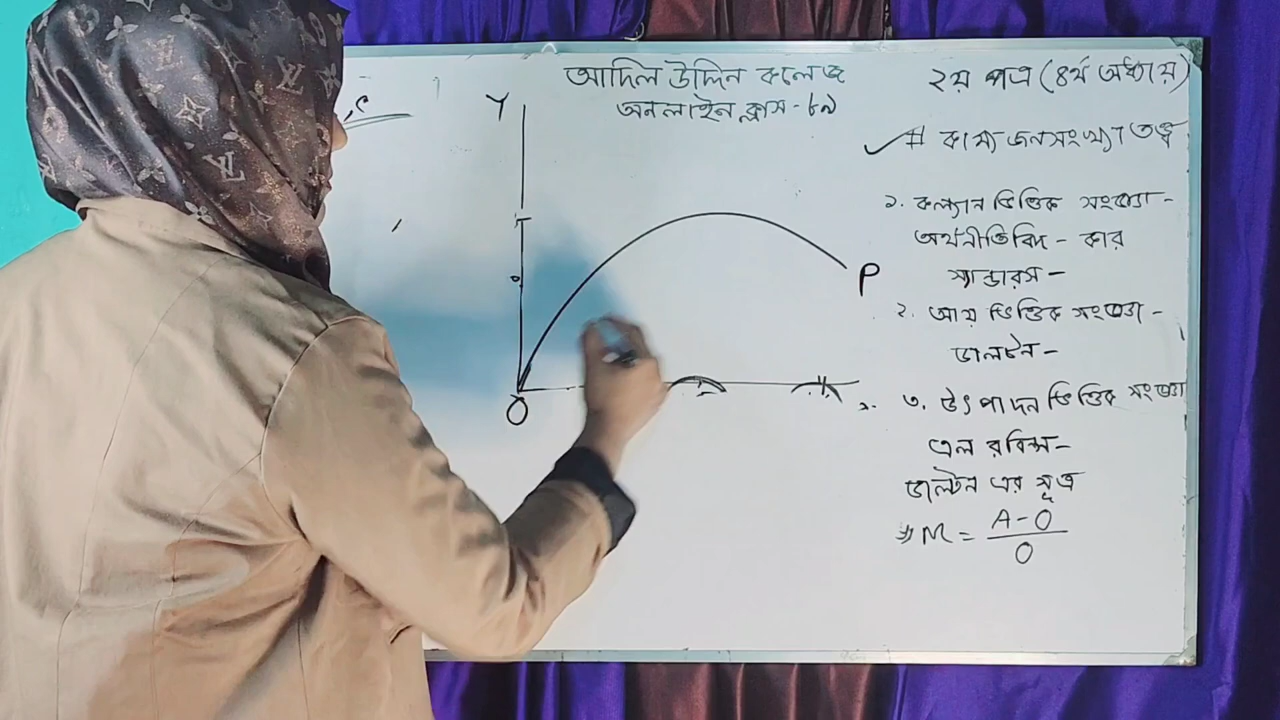 আদিল উদ্দিন কলেজ
অনলাইন ক্লাস - ৮৯
২য় পত্র (৪র্থ অধ্যায়)
# কাম্য জনসংখ্যা তত্ত্ব
১. কল্যান ভিত্তিক সংজ্ঞা -
অর্থনীতিবিদ - কার
স্যান্ডারস -
২. আয় ভিত্তিক সংজ্ঞা -
ডালটন -
৩. উৎপাদন ভিত্তিক সংজ্ঞা
এল রবিন্স -
ডাল্টন এর সূত্র
# M = A - O / O
Y
P
O